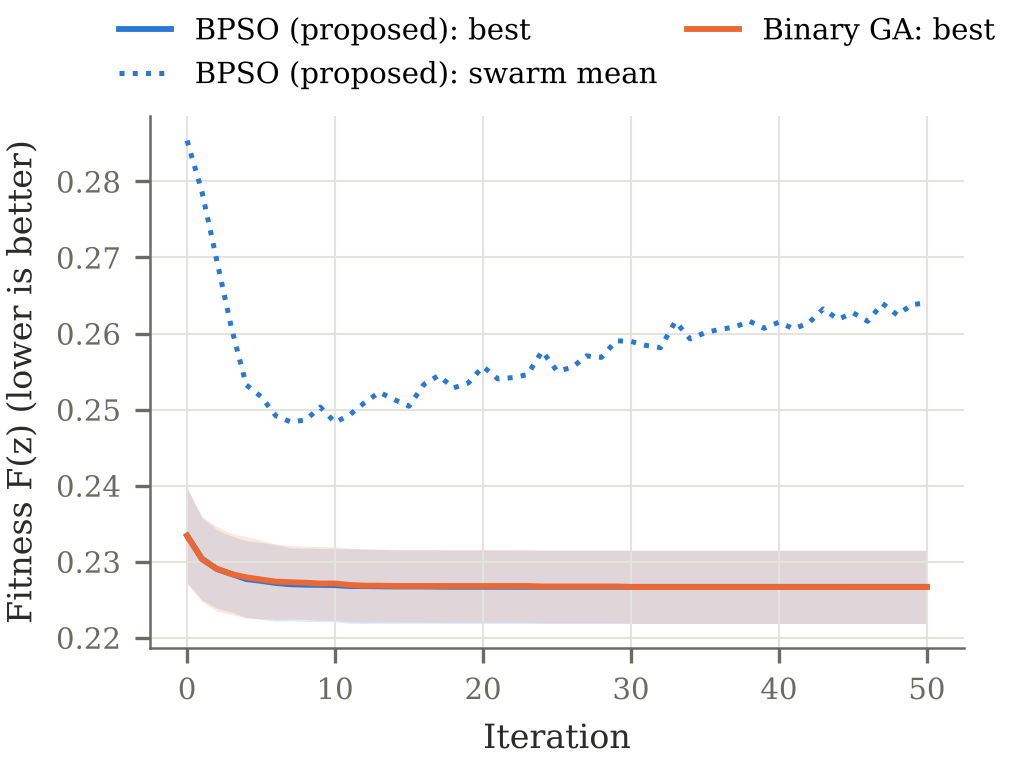 BPSO (proposed): best
Binary GA: best
BPSO (proposed): swarm mean
Fitness F(z) (lower is better)
0.28
0.27
0.26
0.25
0.24
0.23
0.22
0 10 20 30 40 50
Iteration